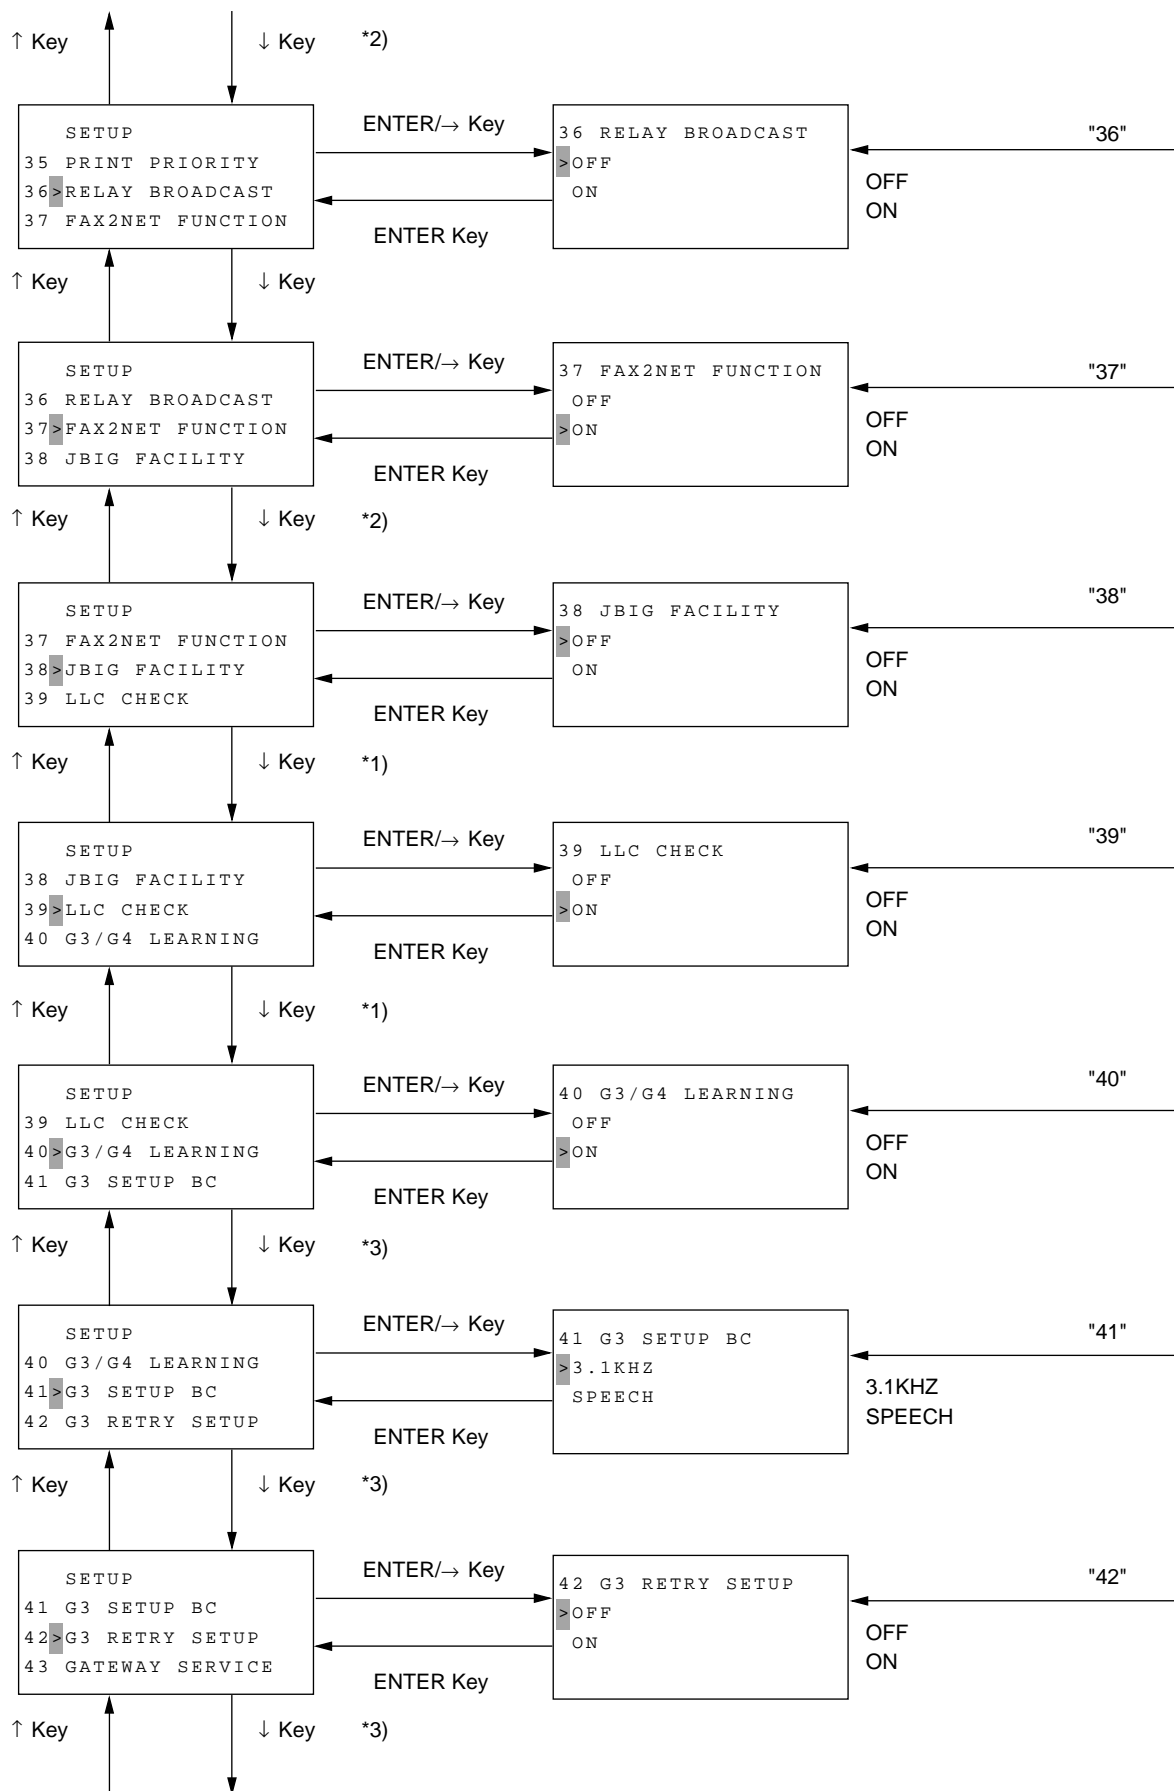 ↑ Key ↓ Key *2)
SETUP
35 PRINT PRIORITY
36>RELAY BROADCAST
37 FAX2NET FUNCTION
ENTER/→ Key
ENTER Key
36 RELAY BROADCAST
>OFF
ON
"36"
OFF
ON
↑ Key ↓ Key
SETUP
36 RELAY BROADCAST
37>FAX2NET FUNCTION
38 JBIG FACILITY
ENTER/→ Key
ENTER Key
37 FAX2NET FUNCTION
OFF
>ON
"37"
OFF
ON
↑ Key ↓ Key *2)
SETUP
37 FAX2NET FUNCTION
38>JBIG FACILITY
39 LLC CHECK
ENTER/→ Key
ENTER Key
38 JBIG FACILITY
>OFF
ON
"38"
OFF
ON
↑ Key ↓ Key *1)
SETUP
38 JBIG FACILITY
39>LLC CHECK
40 G3/G4 LEARNING
ENTER/→ Key
ENTER Key
39 LLC CHECK
OFF
>ON
"39"
OFF
ON
↑ Key ↓ Key *1)
SETUP
39 LLC CHECK
40>G3/G4 LEARNING
41 G3 SETUP BC
ENTER/→ Key
ENTER Key
40 G3/G4 LEARNING
OFF
>ON
"40"
OFF
ON
↑ Key ↓ Key *3)
SETUP
40 G3/G4 LEARNING
41>G3 SETUP BC
42 G3 RETRY SETUP
ENTER/→ Key
ENTER Key
41 G3 SETUP BC
>3.1KHZ
SPEECH
"41"
3.1KHZ
SPEECH
↑ Key ↓ Key *3)
SETUP
41 G3 SETUP BC
42>G3 RETRY SETUP
43 GATEWAY SERVICE
ENTER/→ Key
ENTER Key
42 G3 RETRY SETUP
>OFF
ON
"42"
OFF
ON
↑ Key ↓ Key *3)